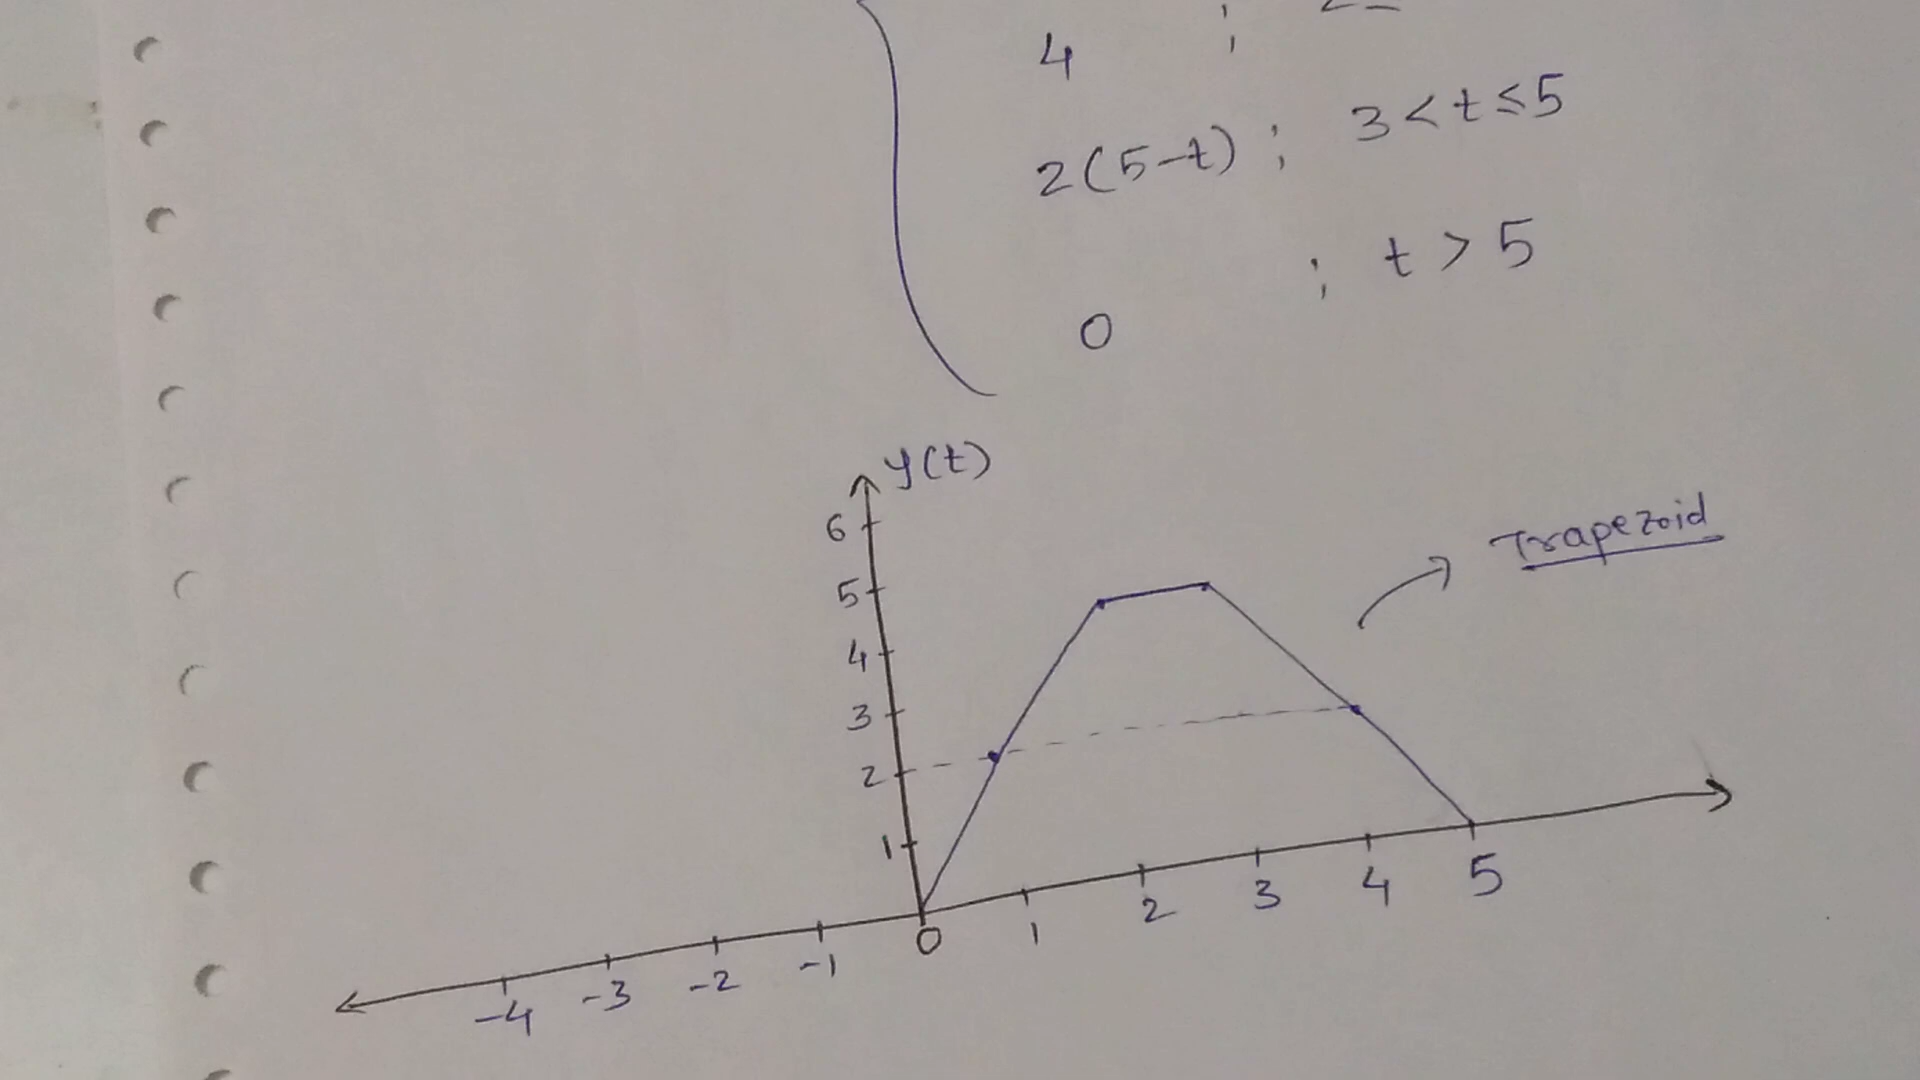 4 ;
2(5-t) ; 3 < t ≤ 5
0 ; t > 5
y(t)
6
5
4
3
2
1
Trapezoid
-4 -3 -2 -1 0 1 2 3 4 5